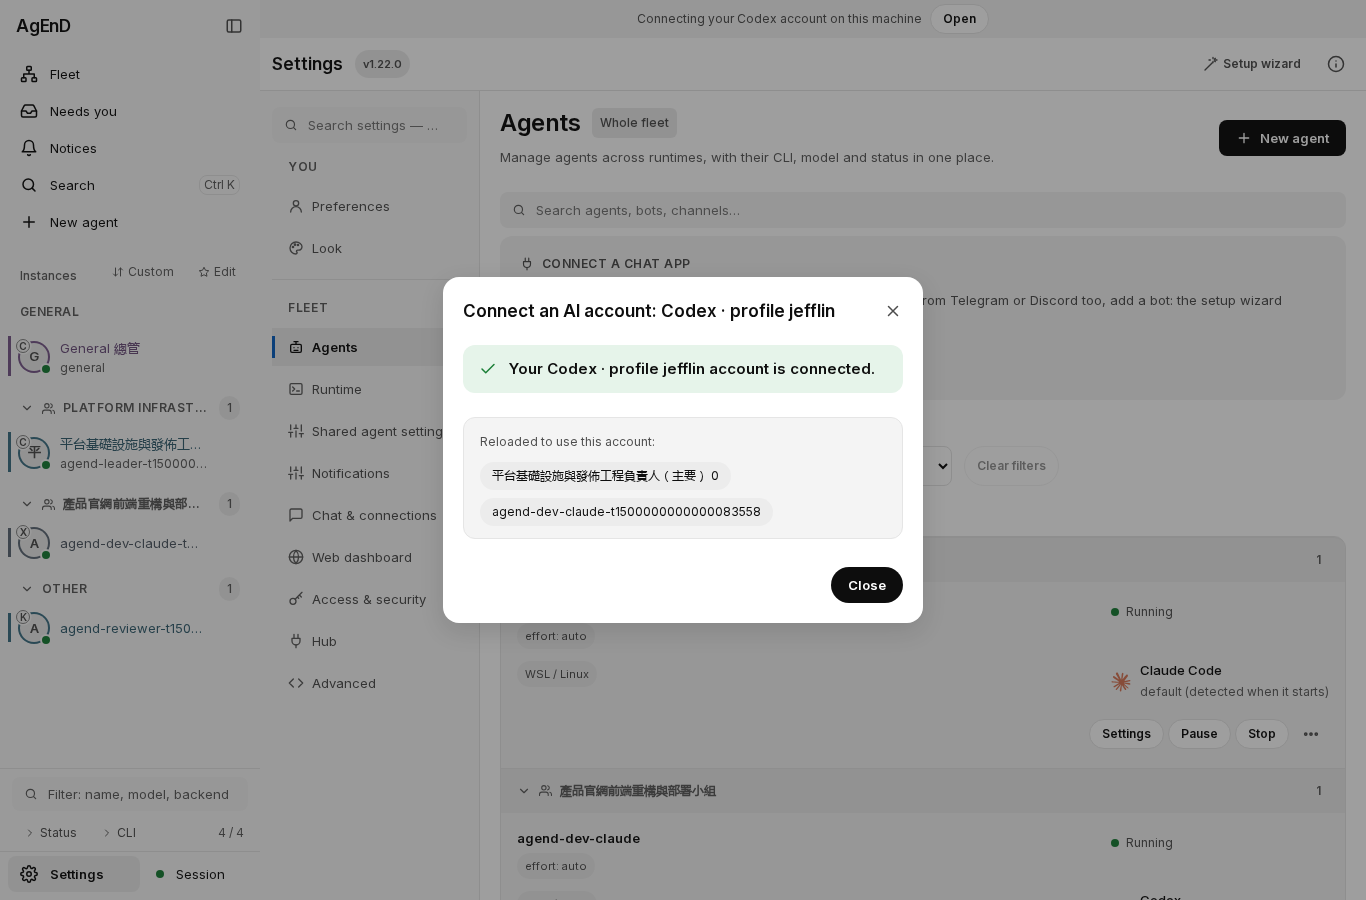 AgEnD
Connecting your Codex account on this machine
Open
Settings
v1.22.0
Setup wizard
Fleet
Needs you
Notices
Search
Ctrl K
New agent
Instances
Custom
Edit
GENERAL
C
G
General 總管
general
PLATFORM INFRAST...
1
C
平
平台基礎設施與發佈工...
agend-leader-t150000...
產品官網前端重構與部...
1
X
A
agend-dev-claude-t...
OTHER
1
K
A
agend-reviewer-t150...
Filter: name, model, backend
Status
CLI
4 / 4
Settings
Session
Search settings — ...
YOU
Preferences
Look
FLEET
Agents
Runtime
Shared agent setting
Notifications
Chat & connections
Web dashboard
Access & security
Hub
Advanced
Agents
Whole fleet
Manage agents across runtimes, with their CLI, model and status in one place.
New agent
Search agents, bots, channels...
CONNECT A CHAT APP
rom Telegram or Discord too, add a bot: the setup wizard
Clear filters
1
Running
effort: auto
WSL / Linux
Claude Code
default (detected when it starts)
Settings
Pause
Stop
產品官網前端重構與部署小組
1
agend-dev-claude
Running
effort: auto
Connect an AI account: Codex · profile jefflin
Your Codex · profile jefflin account is connected.
Reloaded to use this account:
平台基礎設施與發佈工程負責人（主要） 0
agend-dev-claude-t1500000000000083558
Close